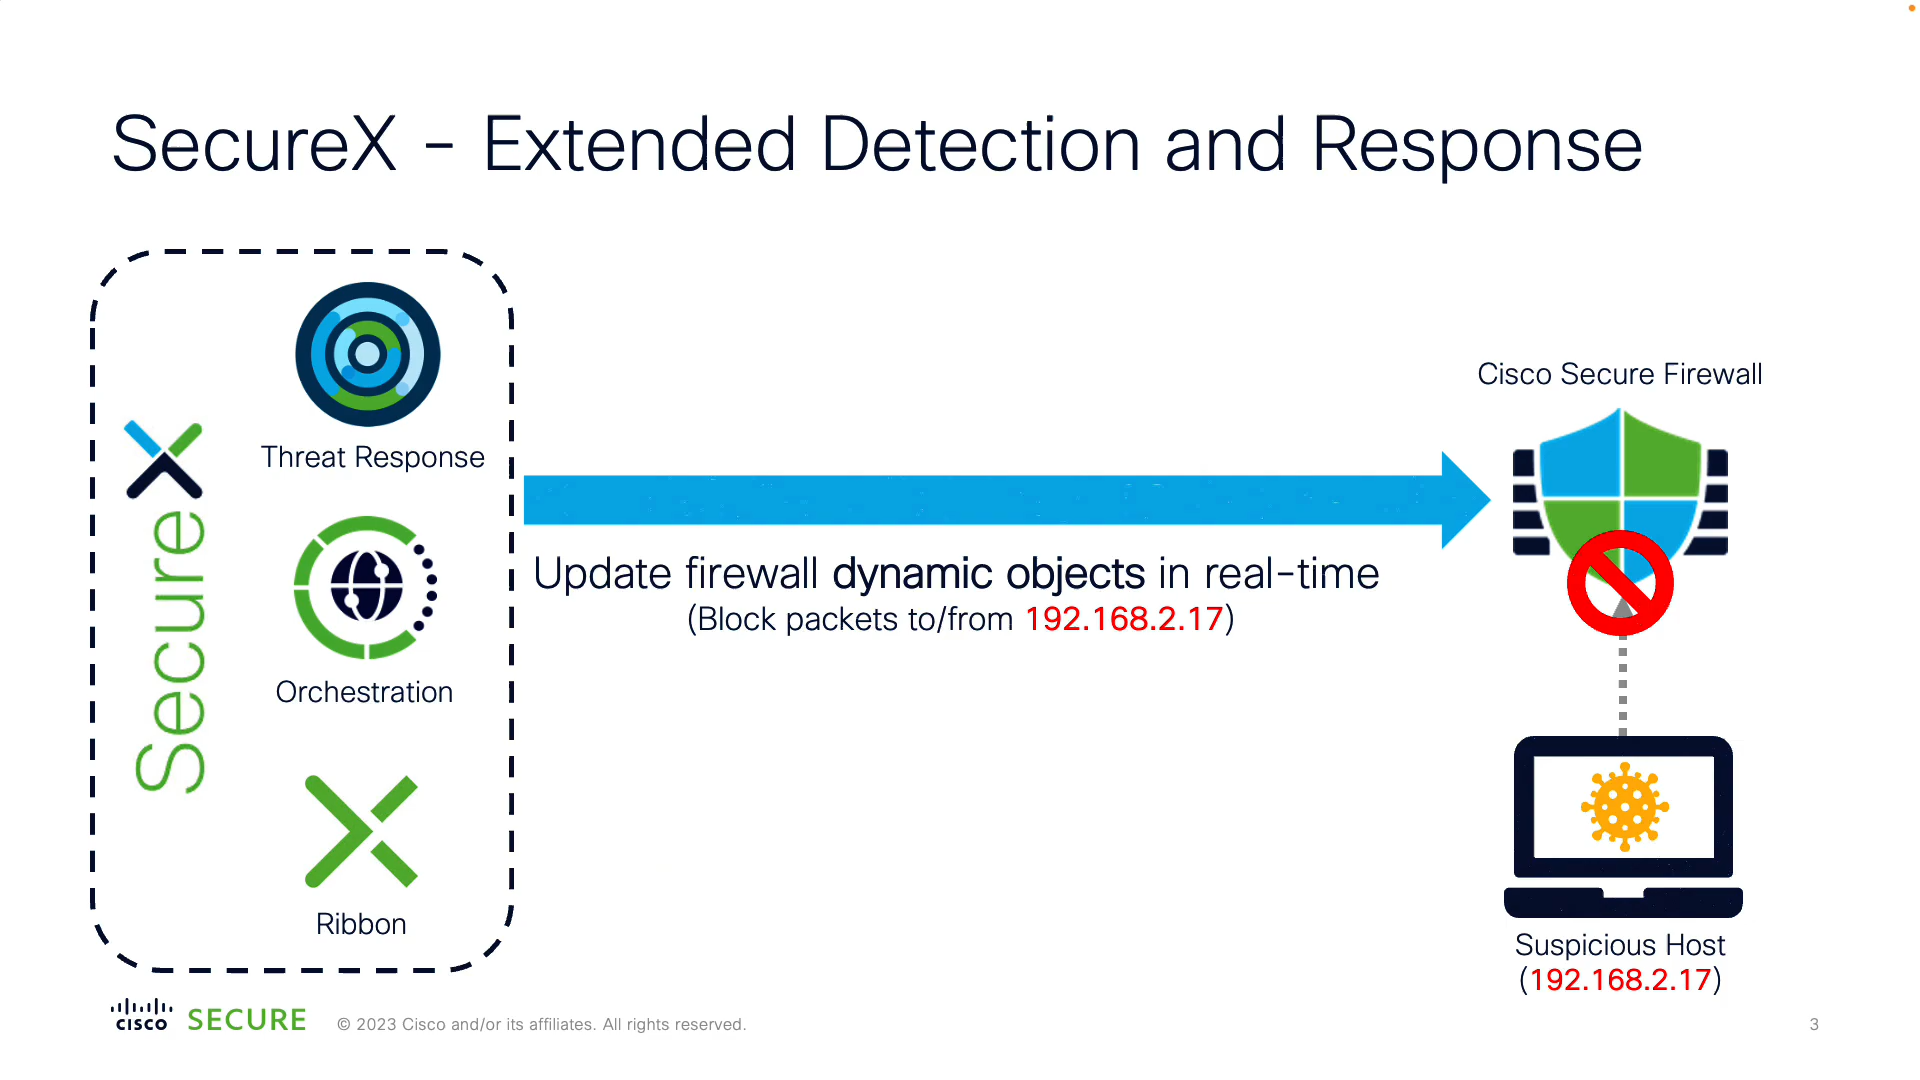 SecureX - Extended Detection and Response
SecureX
Threat Response
Orchestration
Ribbon
Update firewall dynamic objects in real-time
(Block packets to/from 192.168.2.17)
Cisco Secure Firewall
Suspicious Host
(192.168.2.17)
cisco SECURE
© 2023 Cisco and/or its affiliates. All rights reserved.
3